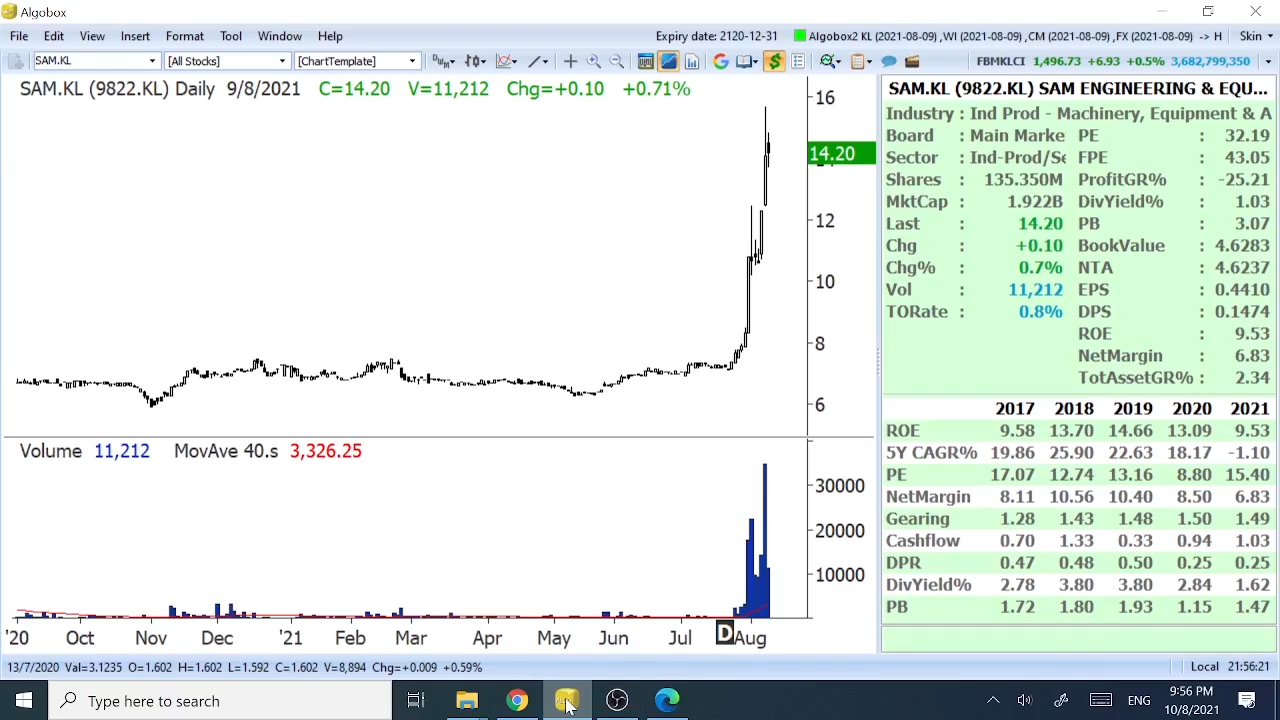 Algobox
File Edit View Insert Format Tool Chart Window Help Expiry date: 2020-12-31 Algobox2 KL (2021-08-09) ,WI (2021-08-09) ,CM (2021-08-09) ,FX (2021-08-09) -> H Skin
SAM.KL [All Stocks] [ChartTemplate] FBMKLCI 1,496.73 +6.93 +0.5% 3,682,799,350
SAM.KL (9822.KL) Daily 9/8/2021 C=14.20 V=11,212 Chg=+0.10 +0.71%
16
14.20
12
10
8
6
Volume 11,212 MovAve 40.s 3,326.25
30000
20000
10000
'20 Oct Nov Dec '21 Feb Mar Apr May Jun Jul D Aug
SAM.KL (9822.KL) SAM ENGINEERING & EQU...
Industry : Ind Prod - Machinery, Equipment & A
Board : Main Marke PE : 32.19
Sector : Ind-Prod/Se FPE : 43.05
Shares : 135.350M ProfitGR% : -25.21
MktCap : 1.922B DivYield% : 1.03
Last : 14.20 PB : 3.07
Chg : +0.10 BookValue : 4.6283
Chg% : 0.7% NTA : 4.6237
Vol : 11,212 EPS : 0.4410
TORate : 0.8% DPS : 0.1474
ROE : 9.53
NetMargin : 6.83
TotAssetGR% : 2.34
2017 2018 2019 2020 2021
ROE 9.58 13.70 14.66 13.09 9.53
5Y CAGR% 19.86 25.90 22.63 18.17 -1.10
PE 17.07 12.74 13.16 8.80 15.40
NetMargin 8.11 10.56 10.40 8.50 6.83
Gearing 1.28 1.43 1.48 1.50 1.49
Cashflow 0.70 1.33 0.33 0.94 1.03
DPR 0.47 0.48 0.50 0.25 0.25
DivYield% 2.78 3.80 3.80 2.84 1.62
PB 1.72 1.80 1.93 1.15 1.47
13/7/2020 Val=3.1235 O=1.602 H=1.602 L=1.592 C=1.602 V=8,894 Chg=+0.009 +0.59% Local 21:56:21
Type here to search ENG 9:56 PM
10/8/2021